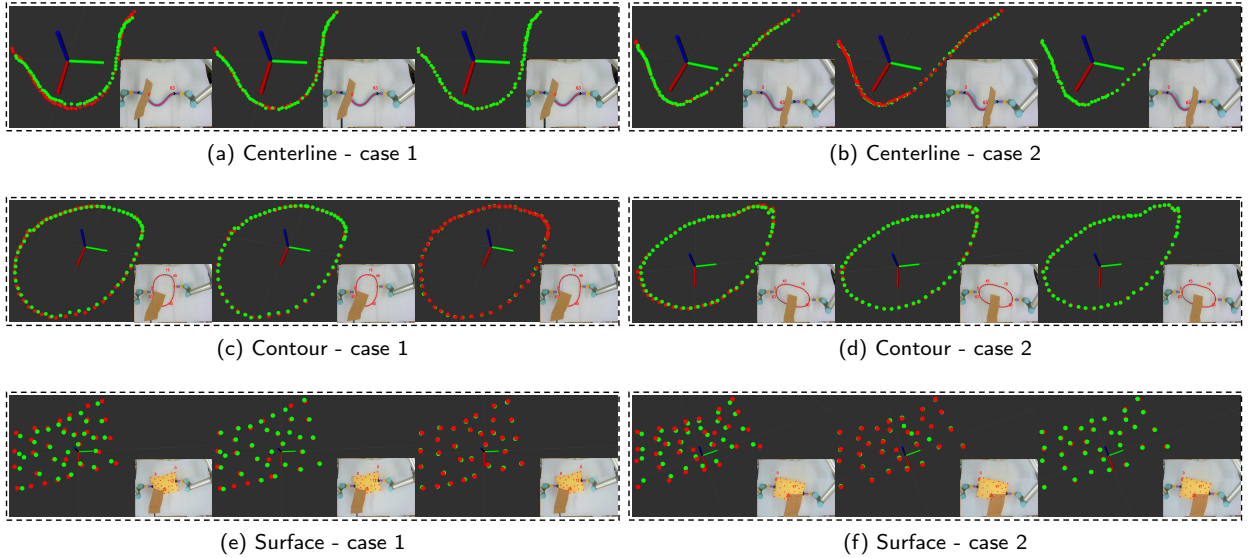 (a) Centerline - case 1
(b) Centerline - case 2
(c) Contour - case 1
(d) Contour - case 2
(e) Surface - case 1
(f) Surface - case 2